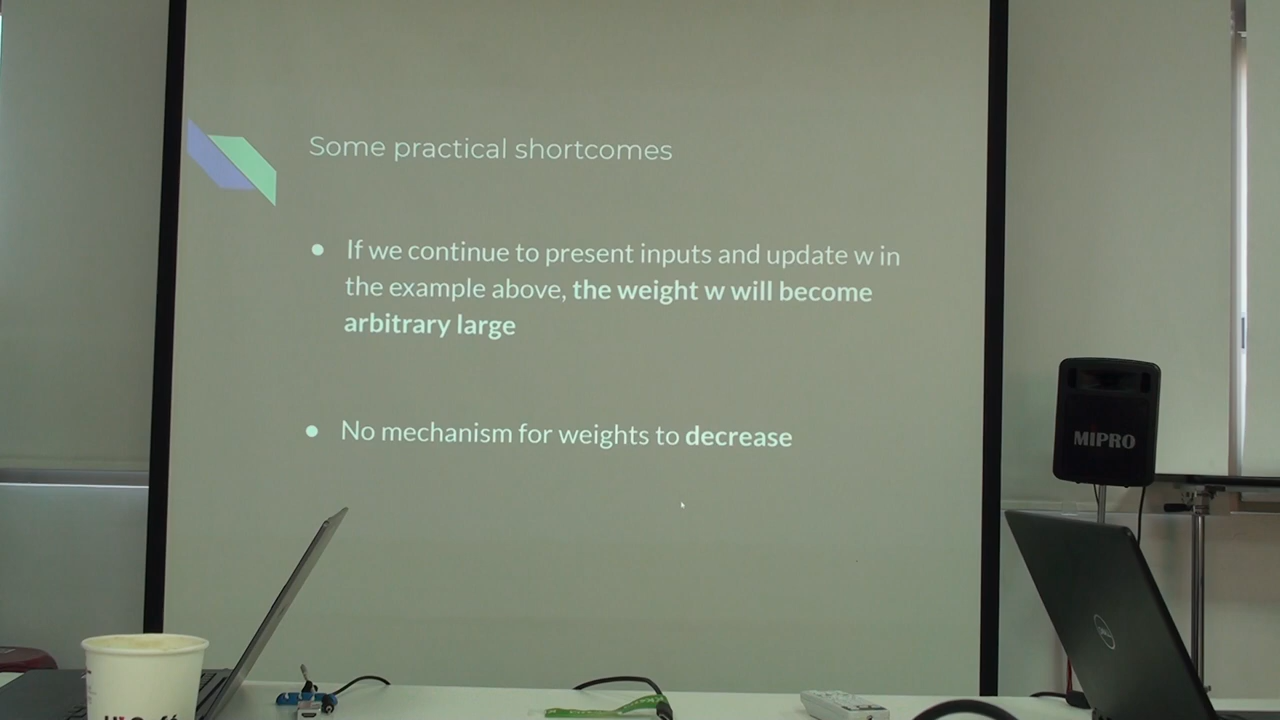 Some practical shortcomes
● If we continue to present inputs and update w in
the example above, the weight w will become
arbitrary large
● No mechanism for weights to decrease
MIPRO
DELL